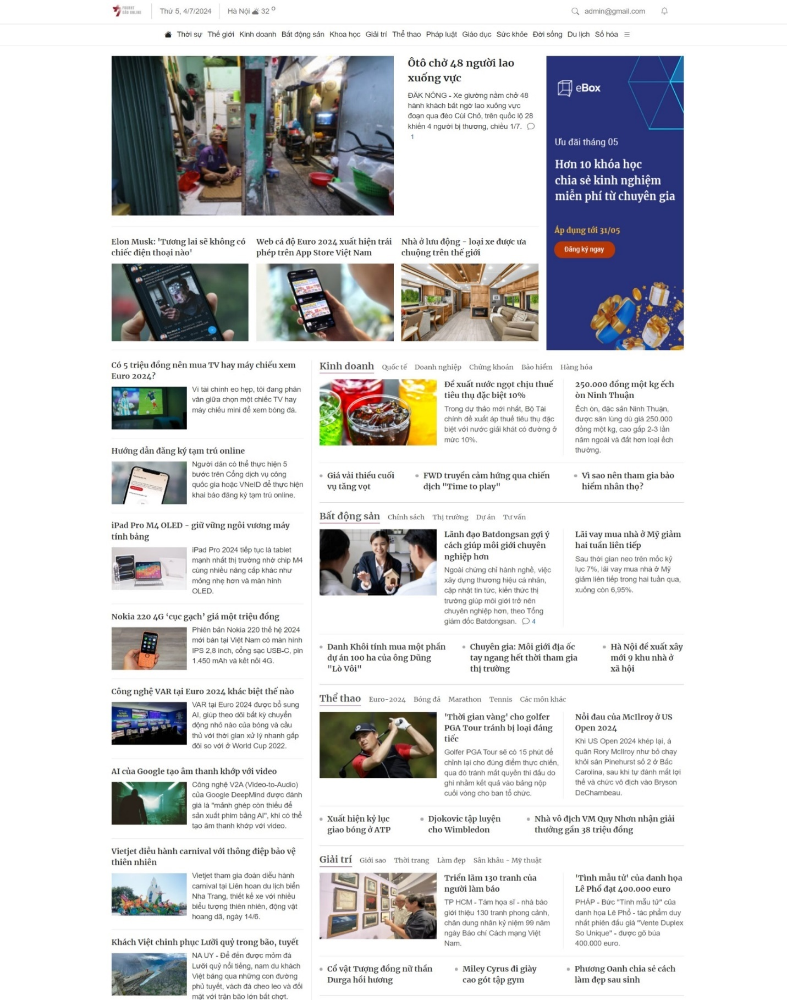 Thứ 5, 4/7/2024
Hà Nội 32 °
admin@gmail.com
Thời sự Thế giới Kinh doanh Bất động sản Khoa học Giải trí Thể thao Pháp luật Giáo dục Sức khỏe Đời sống Du lịch Số hóa
Ôtô chở 48 người lao
xuống vực
ĐĂK NÔNG - Xe giường nằm chở 48
hành khách bất ngờ lao xuống vực
đoạn qua đèo Cùi Chỏ, trên quốc lộ 28
khiến 4 người bị thương, chiều 1/7.
1
eBox
Ưu đãi tháng 05
Hơn 10 khóa học
chia sẻ kinh nghiệm
miễn phí từ chuyên gia
Áp dụng tới 31/05
Đăng ký ngay
Elon Musk: 'Tương lai sẽ không có
chiếc điện thoại nào'
Web cá độ Euro 2024 xuất hiện trái
phép trên App Store Việt Nam
Nhà ở lưu động - loại xe được ưa
chuộng trên thế giới
Có 5 triệu đồng nên mua TV hay máy chiếu xem
Euro 2024?
Vì tài chính eo hẹp, tôi đang phân
vân giữa chọn một chiếc TV hay
máy chiếu mini để xem bóng đá.
Hướng dẫn đăng ký tạm trú online
Người dân có thể thực hiện 5
bước trên Cổng dịch vụ công
quốc gia hoặc VNeID để thực hiện
khai báo đăng ký tạm trú online.
iPad Pro M4 OLED - giữ vững ngôi vương máy
tính bảng
iPad Pro 2024 tiếp tục là tablet
mạnh nhất thị trường nhờ chip M4
cùng nhiều nâng cấp khác như
mỏng nhẹ hơn và màn hình
OLED.
Nokia 220 4G ‘cục gạch’ giá một triệu đồng
Phiên bản Nokia 220 thế hệ 2024
mới bán tại Việt Nam có màn hình
IPS 2,8 inch, cổng sạc USB-C, pin
1.450 mAh và kết nối 4G.
Công nghệ VAR tại Euro 2024 khác biệt thế nào
VAR tại Euro 2024 được bổ sung
AI, giúp theo dõi bất kỳ chuyển
động nhỏ nào của bóng và cầu
thủ với thời gian xử lý nhanh gấp
đôi so với ở World Cup 2022.
AI của Google tạo âm thanh khớp với video
Công nghệ V2A (Video-to-Audio)
của Google DeepMind được đánh
giá là "mảnh ghép còn thiếu để
sản xuất phim bằng AI", khi có thể
tạo âm thanh khớp với video.
Vietjet diễu hành carnival với thông điệp bảo vệ
thiên nhiên
Vietjet tham gia đoàn diễu hành
carnival tại Liên hoan du lịch biển
Nha Trang, thiết kế xe với nhiều
biểu tượng thiên nhiên, động vật
hoang dã, ngày 14/6.
Khách Việt chinh phục Lưỡi quỷ trong bão, tuyết
NA UY - Để đến được mỏm đá
Lưỡi quỷ nổi tiếng, nam du khách
Việt băng qua những con đường
phủ tuyết, vách đá cheo leo và đối
mặt với trận bão lớn bất chợt.
Kinh doanh Quốc tế Doanh nghiệp Chứng khoán Bảo hiểm Hàng hóa
Đề xuất nước ngọt chịu thuế
tiêu thụ đặc biệt 10%
Trong dự thảo mới nhất, Bộ Tài
chính đề xuất áp thuế tiêu thụ đặc
biệt với nước giải khát có đường ở
mức 10%.
250.000 đồng một kg ếch
ộn Ninh Thuận
Ếch ộn, đặc sản Ninh Thuận,
được săn lùng dù giá 250.000
đồng một kg, cao gấp 2-3 lần
năm ngoái và đắt hơn loại ếch
thường.
Giá vải thiều cuối
vụ tăng vọt
FWD truyền cảm hứng qua chiến
dịch "Time to play"
Vì sao nên tham gia bảo
hiểm nhân thọ?
Bất động sản Chính sách Thị trường Dự án Tư vấn
Lãnh đạo Batdongsan gợi ý
cách giúp môi giới chuyên
nghiệp hơn
Ngoài chứng chỉ hành nghề, việc
xây dựng thương hiệu cá nhân,
cập nhật tin tức, kiến thức thị
trường giúp môi giới trở nên
chuyên nghiệp hơn, theo Tổng
giám đốc Batdongsan. 4
Lãi vay mua nhà ở Mỹ giảm
hai tuần liên tiếp
Sau thời gian neo trên mốc kỷ
lục 7%, lãi vay mua nhà ở Mỹ
giảm liên tiếp trong hai tuần qua,
xuống còn 6,95%.
Danh Khôi tính mua một phần
dự án 100 ha của ông Dũng
"Lò Vôi"
Chuyên gia: Môi giới địa ốc
tay ngang hết thời tham gia
thị trường
Hà Nội đề xuất xây
mới 9 khu nhà ở
xã hội
Thể thao Euro-2024 Bóng đá Marathon Tennis Các môn khác
'Thời gian vàng' cho golfer
PGA Tour tránh bị loại đáng
tiếc
Golfer PGA Tour sẽ có 15 phút để
chỉnh lại cho đúng điểm thực chiến,
qua đó tránh mất quyền thi đấu do
ghi nhầm kết quả vào bảng nộp
cuối vòng cho ban tổ chức.
Nỗi đau của McIlroy ở US
Open 2024
Khi US Open 2024 khép lại, á
quân Rory McIlroy như bỏ chạy
khỏi sân Pinehurst số 2 ở Bắc
Carolina, sau khi tự đánh mất lợi
thế và chức vô địch vào Bryson
DeChambeau.
Xuất hiện kỷ lục
giao bóng ở ATP
Djokovic tập luyện
cho Wimbledon
Nhà vô địch VM Quy Nhơn nhận giải
thưởng gần 38 triệu đồng
Giải trí Giới sao Thời trang Làm đẹp Sân khấu - Mỹ thuật
Triển lãm 130 tranh của
người làm báo
TP HCM - Tám họa sĩ - nhà báo
giới thiệu 130 tranh phong cảnh,
chân dung nhân kỷ niệm 99 năm
ngày Báo chí Cách mạng Việt
Nam.
'Tình mẫu tử' của danh họa
Lê Phổ đạt 400.000 euro
PHÁP - Bức "Tình mẫu tử" của
danh họa Lê Phổ - tác phẩm duy
nhất phiên đấu giá "Vente Duplex
So Unique" - được gõ búa
400.000 euro.
Cổ vật Tượng đồng nữ thần
Durga hồi hương
Miley Cyrus đi giày
cao gót tập gym
Phương Oanh chia sẻ cách
làm đẹp sau sinh